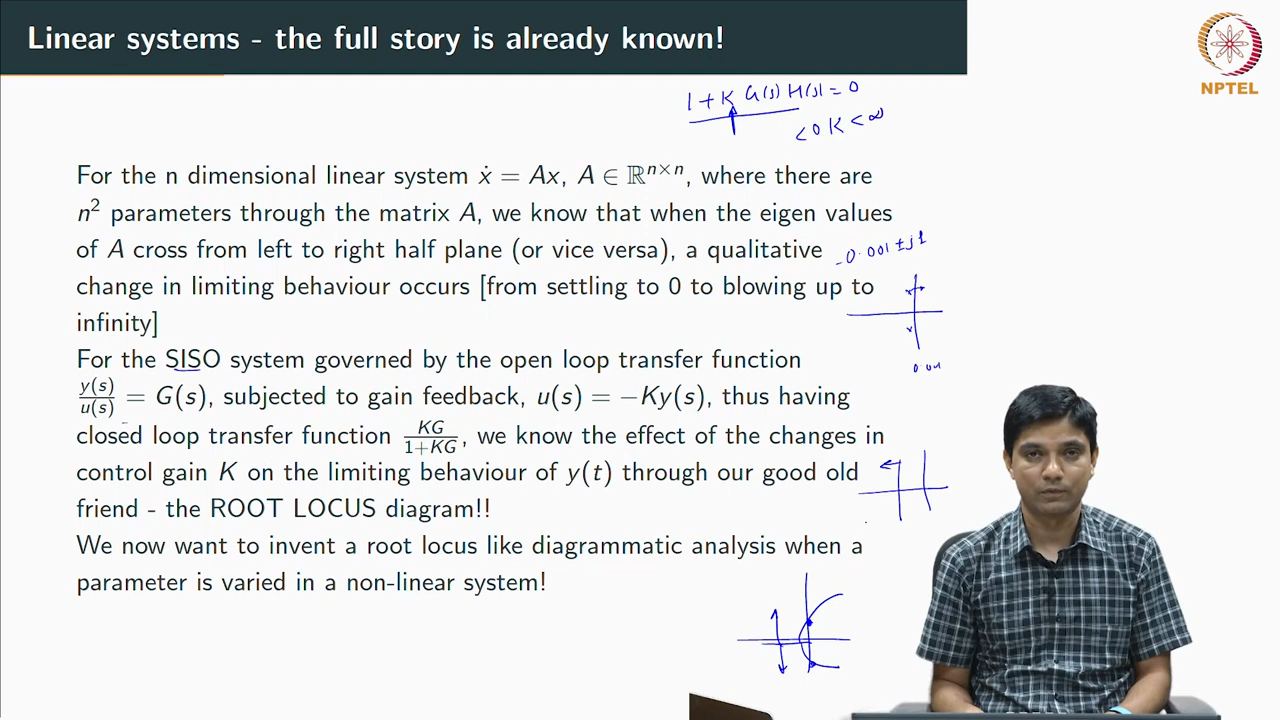 Linear systems - the full story is already known!
NPTEL
1 + K G(s) H(s) = 0
<0 K < ∞
For the n dimensional linear system ẋ = Ax, A ∈ ℝⁿˣⁿ, where there are
n² parameters through the matrix A, we know that when the eigen values
of A cross from left to right half plane (or vice versa), a qualitative
-0.001 ± j1
change in limiting behaviour occurs [from settling to 0 to blowing up to
infinity]
For the SISO system governed by the open loop transfer function
y(s)/u(s) = G(s), subjected to gain feedback, u(s) = −Ky(s), thus having
closed loop transfer function KG/1+KG, we know the effect of the changes in
control gain K on the limiting behaviour of y(t) through our good old
friend - the ROOT LOCUS diagram!!
We now want to invent a root locus like diagrammatic analysis when a
parameter is varied in a non-linear system!